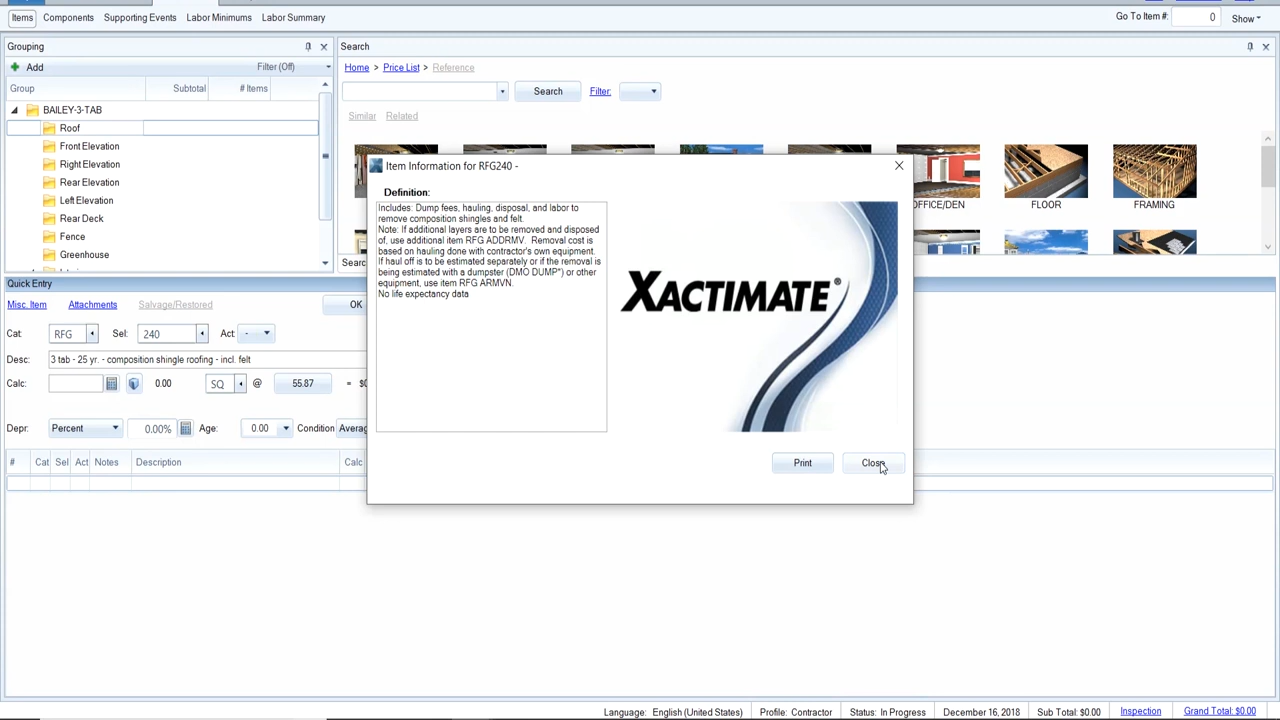 Items Components Supporting Events Labor Minimums Labor Summary Go To Item #: 0 Show
Grouping
Search
Add Filter (Off)
Home > Price List > Reference
Group Subtotal # Items
Search Filter:
BAILEY-3-TAB
Similar Related
Roof
Front Elevation
Right Elevation
Rear Elevation
Left Elevation
Rear Deck
Fence
Greenhouse
OFFICE/DEN FLOOR FRAMING
Item Information for RFG240 -
Definition:
Includes: Dump fees, hauling, disposal, and labor to
remove composition shingles and felt.
Note: If additional layers are to be removed and disposed
of, use additional item RFG ADDRMV. Removal cost is
based on hauling done with contractor's own equipment.
If haul off is to be estimated separately or if the removal is
being estimated with a dumpster (DMO DUMP*) or other
equipment, use item RFG ARMVN.
No life expectancy data
XACTIMATE®
Print Close
Quick Entry
Misc. Item Attachments Salvage/Restored OK
Cat: RFG Sel: 240 Act: -
Desc: 3 tab - 25 yr. - composition shingle roofing - incl. felt
Calc: 0.00 SQ @ 55.87 =
Depr: Percent 0.00% Age: 0.00 Condition
# Cat Sel Act Notes Description Calc
Language: English (United States) Profile: Contractor Status: In Progress December 16, 2018 Sub Total: $0.00 Inspection Grand Total: $0.00